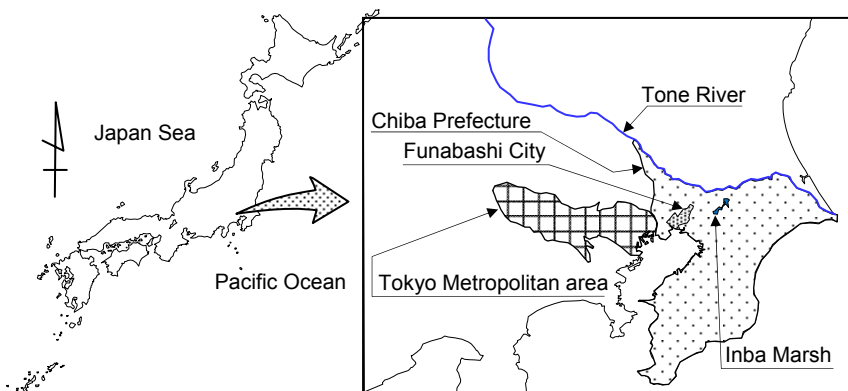 Japan Sea
Pacific Ocean
Tone River
Chiba Prefecture
Funabashi City
Tokyo Metropolitan area
Inba Marsh